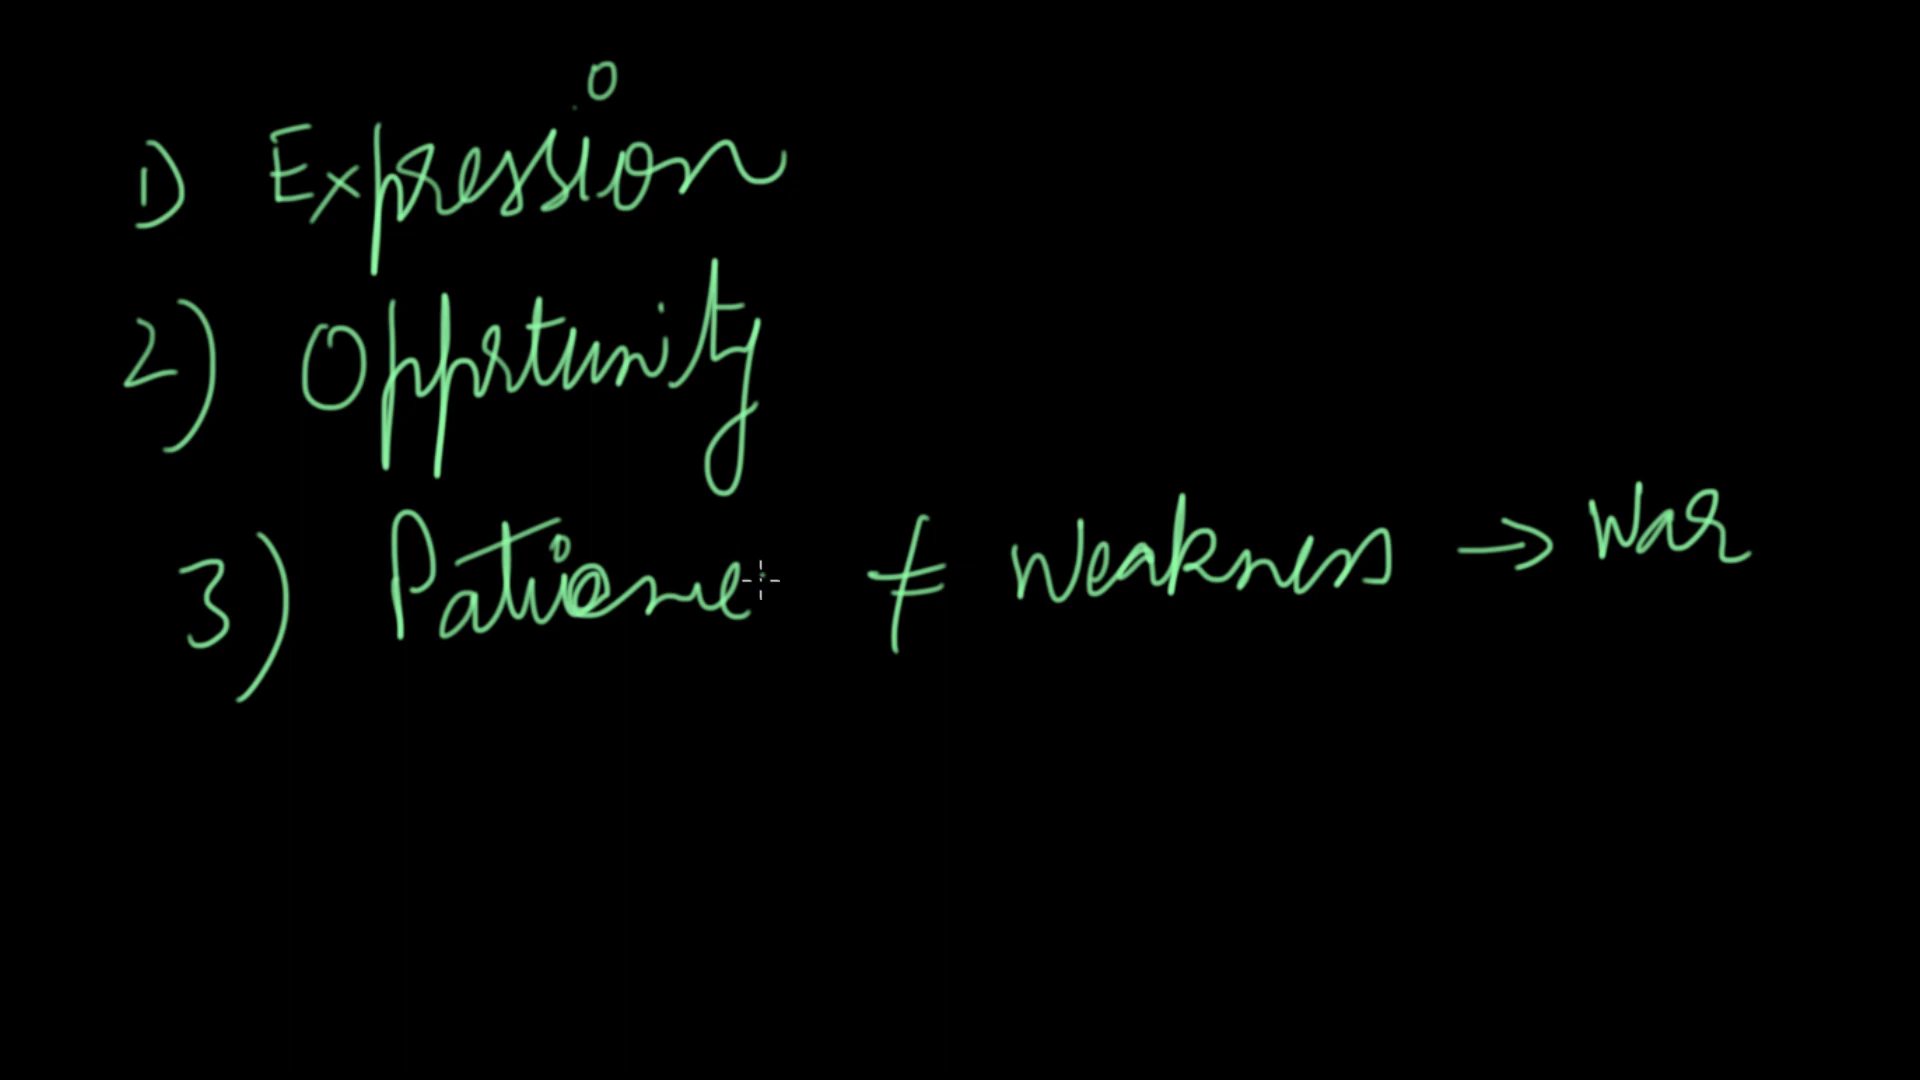 1) Expression
2) Opportunity
3) Patience ≠ Weakness → War